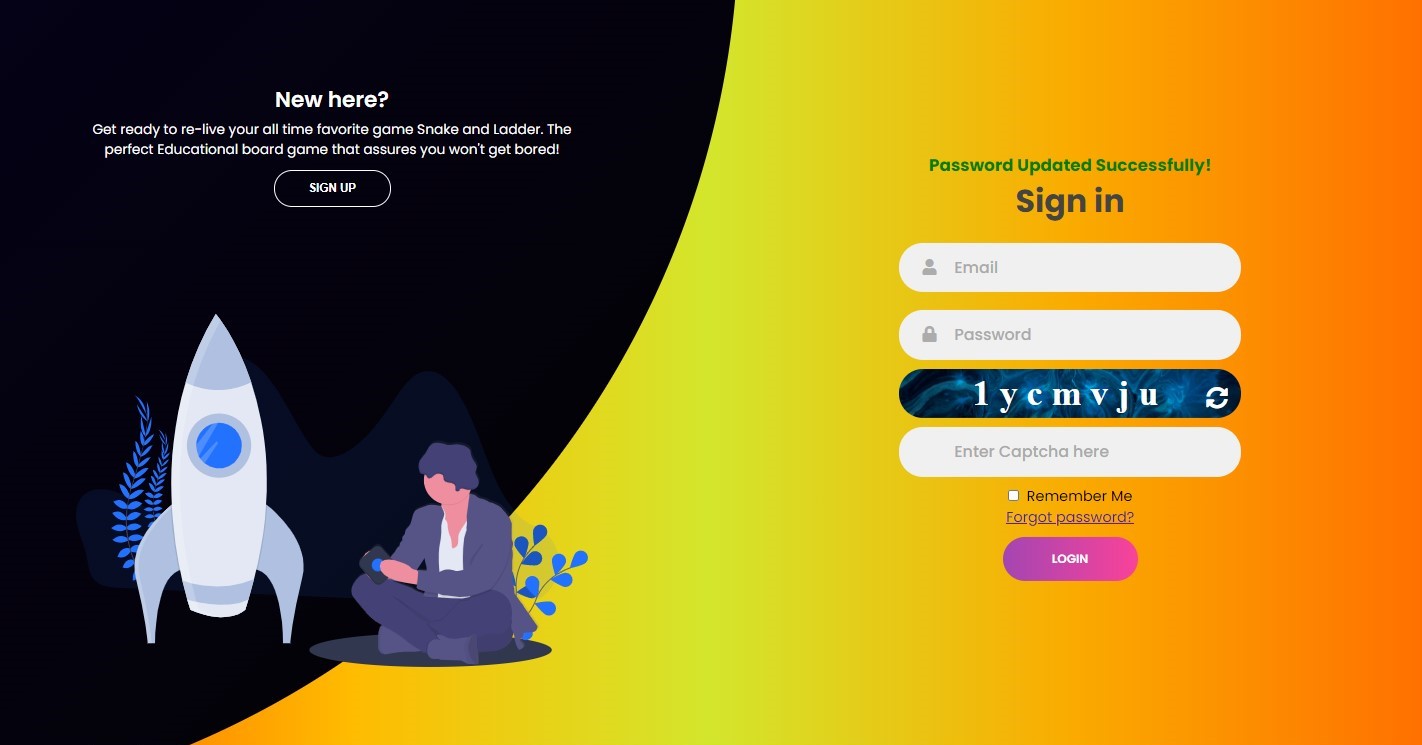 New here?
Get ready to re-live your all time favorite game Snake and Ladder. The
perfect Educational board game that assures you won't get bored!
SIGN UP
Password Updated Successfully!
Sign in
Email
Password
1 y c m v j u
Enter Captcha here
Remember Me
Forgot password?
LOGIN